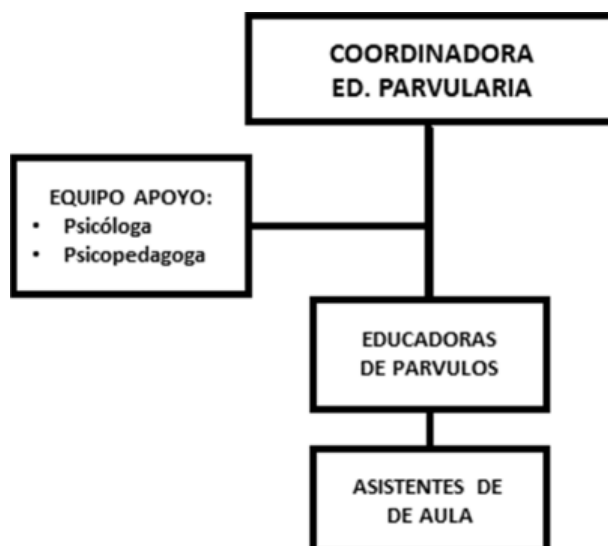 COORDINADORA
ED. PARVULARIA
EQUIPO APOYO:
• Psicóloga
• Psicopedagoga
EDUCADORAS
DE PARVULOS
ASISTENTES DE
DE AULA